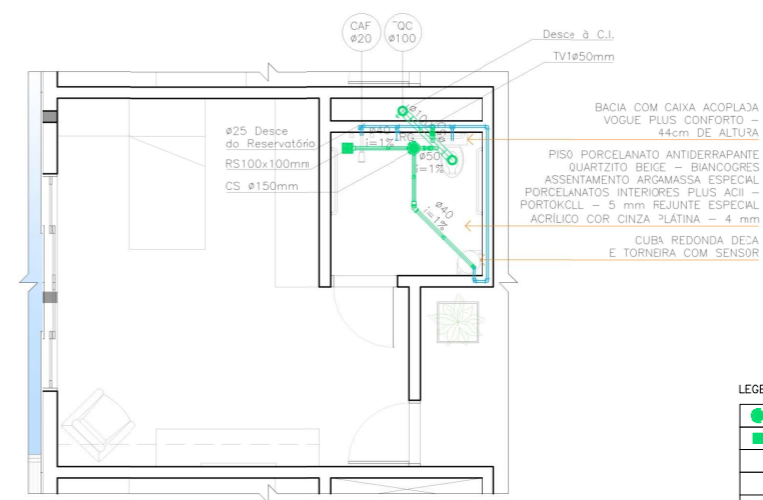 CAF
ø20
TQC
ø100
Desce à C.I.
TV1ø50mm
ø25 Desce
do Reservatório
RS100x100mm
CS ø150mm
ø40
i=1%
ø50
i=1%
ø40
i=1%
BACIA COM CAIXA ACOPLADA
VOGUE PLUS CONFORTO –
44cm DE ALTURA
PISO PORCELANATO ANTIDERRAPANTE
QUARTZITO BEIGE – BIANCOGRES
ASSENTAMENTO ARGAMASSA ESPECIAL
PORCELANATOS INTERIORES PLUS ACII –
PORTOKOLL – 5 mm REJUNTE ESPECIAL
ACRÍLICO COR CINZA PLATINA – 4 mm
CUBA REDONDA DECA
E TORNEIRA COM SENSOR
LEGE